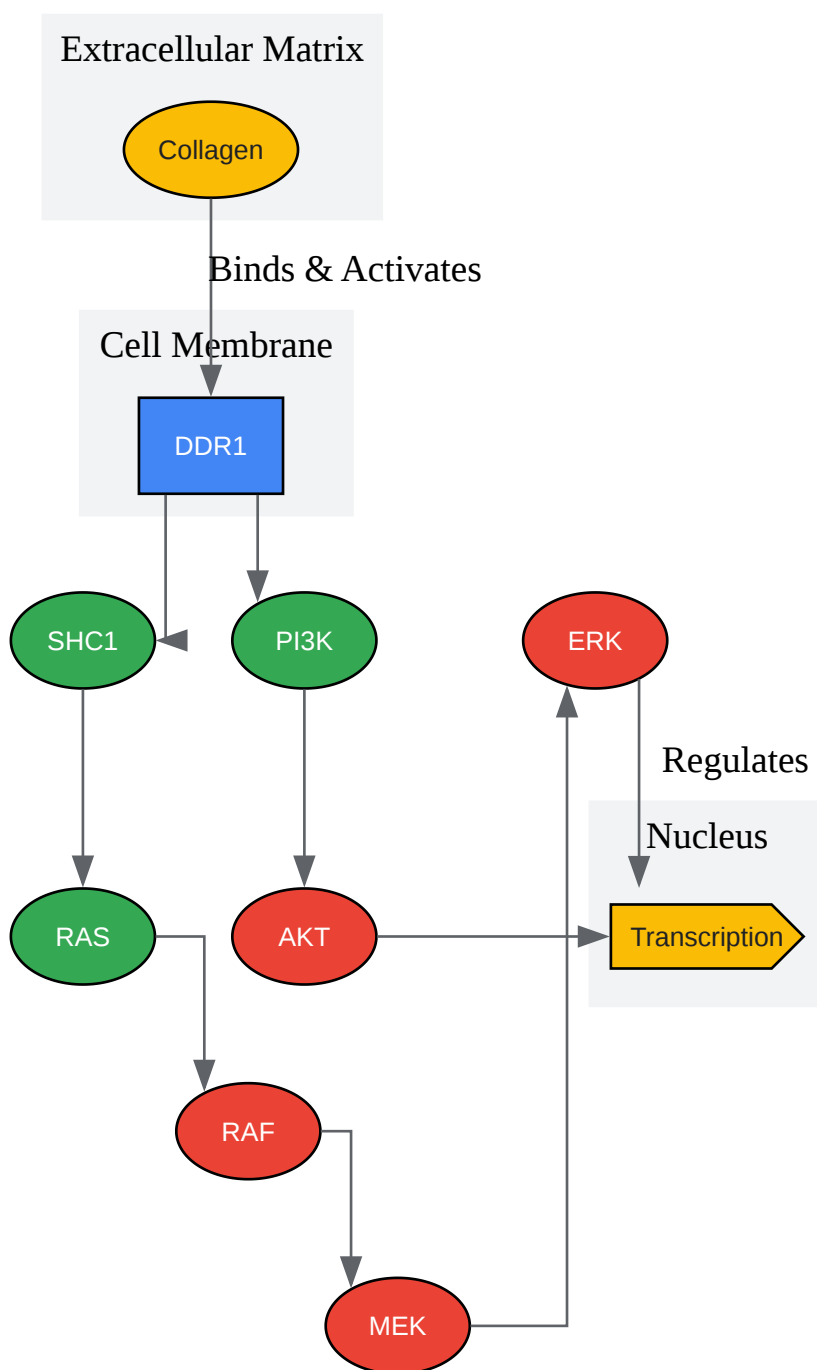 Extracellular Matrix
Collagen
Binds & Activates
Cell Membrane
DDR1
SHC1
PI3K
ERK
Regulates
Nucleus
RAS
AKT
Transcription
RAF
MEK